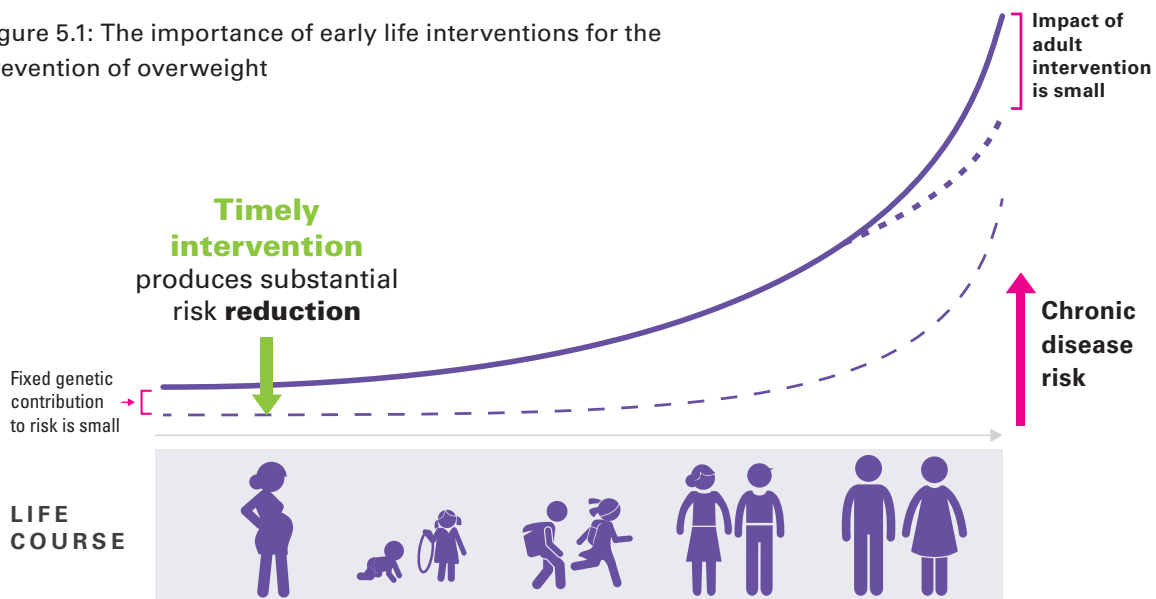 gure 5.1: The importance of early life interventions for the
evention of overweight
Impact of
adult
intervention
is small
Timely
intervention
produces substantial
risk reduction
Chronic
disease
risk
Fixed genetic
contribution
to risk is small
LIFE
COURSE